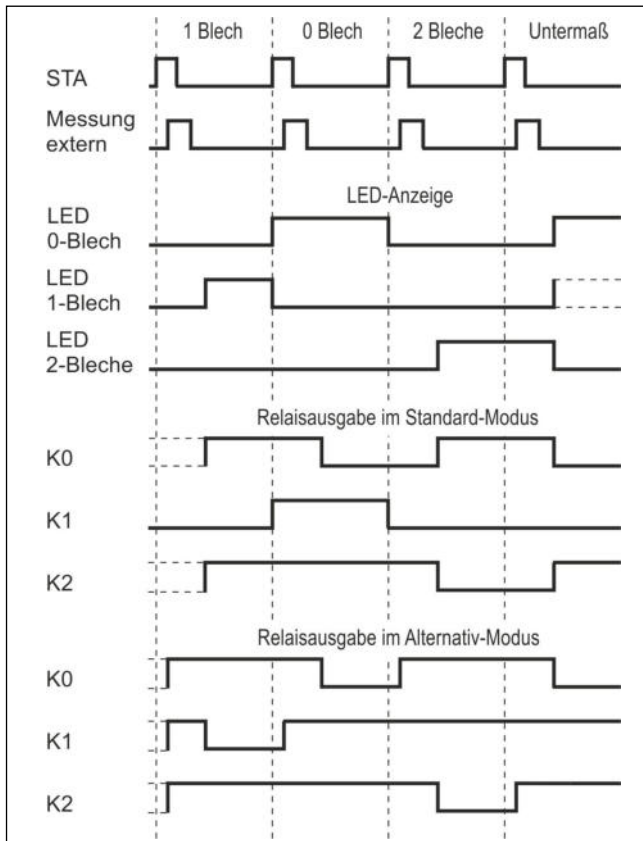 1 Blech 0 Blech 2 Bleche Untermaß
STA
Messung
extern
LED-Anzeige
LED
0-Blech
LED
1-Blech
LED
2-Bleche
Relaisausgabe im Standard-Modus
K0
K1
K2
Relaisausgabe im Alternativ-Modus
K0
K1
K2